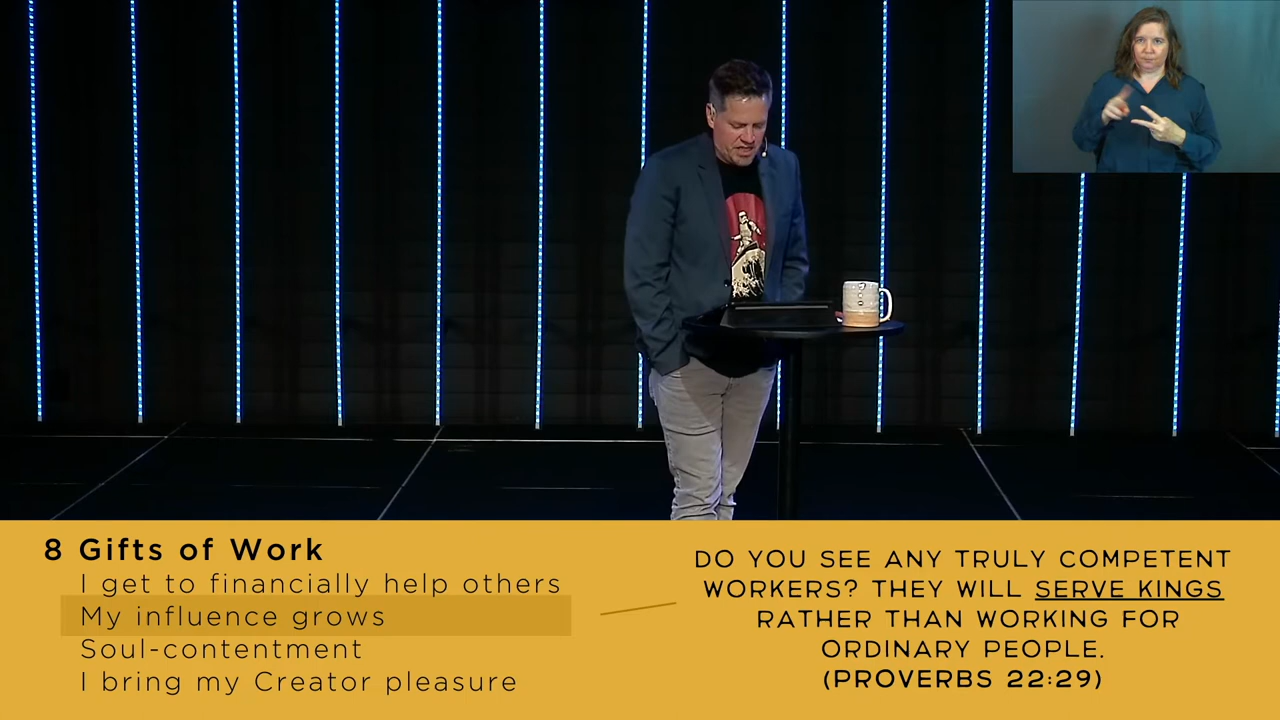 8 Gifts of Work
I get to financially help others
My influence grows
Soul-contentment
I bring my Creator pleasure
DO YOU SEE ANY TRULY COMPETENT
WORKERS? THEY WILL SERVE KINGS
RATHER THAN WORKING FOR
ORDINARY PEOPLE.
(PROVERBS 22:29)